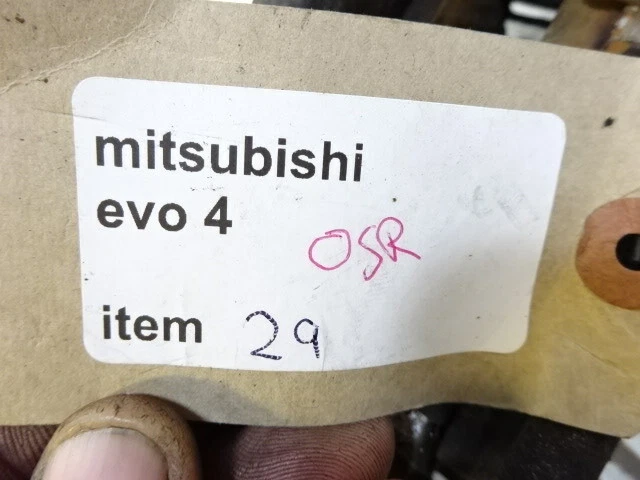 mitsubishi
evo 4
OSR
item 29